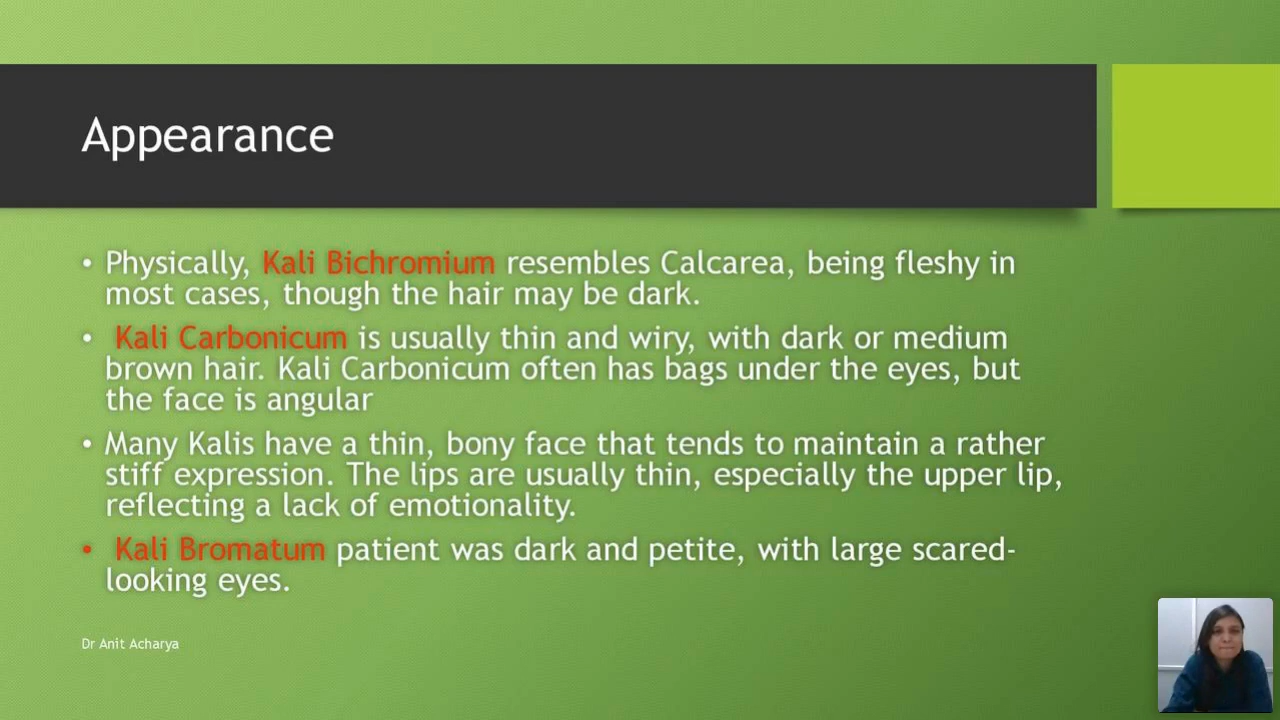 Appearance
• Physically, Kali Bichromium resembles Calcarea, being fleshy in
most cases, though the hair may be dark.
• Kali Carbonicum is usually thin and wiry, with dark or medium
brown hair. Kali Carbonicum often has bags under the eyes, but
the face is angular
• Many Kalis have a thin, bony face that tends to maintain a rather
stiff expression. The lips are usually thin, especially the upper lip,
reflecting a lack of emotionality.
• Kali Bromatum patient was dark and petite, with large scared-
looking eyes.
Dr Anit Acharya